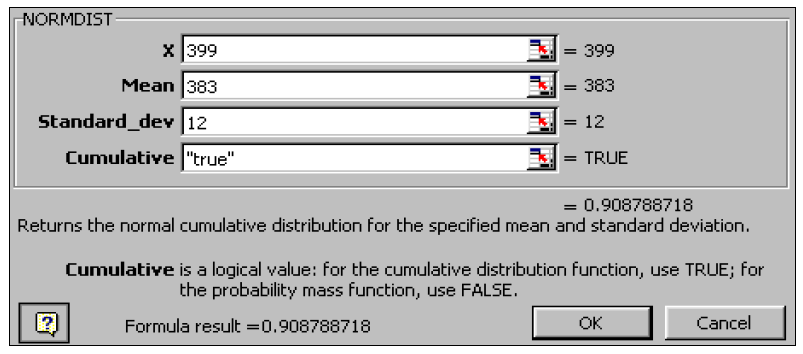 NORMDIST
X 399 = 399
Mean 383 = 383
Standard_dev 12 = 12
Cumulative "true" = TRUE
= 0.908788718
Returns the normal cumulative distribution for the specified mean and standard deviation.
Cumulative is a logical value: for the cumulative distribution function, use TRUE; for
the probability mass function, use FALSE.
? Formula result =0.908788718 OK Cancel